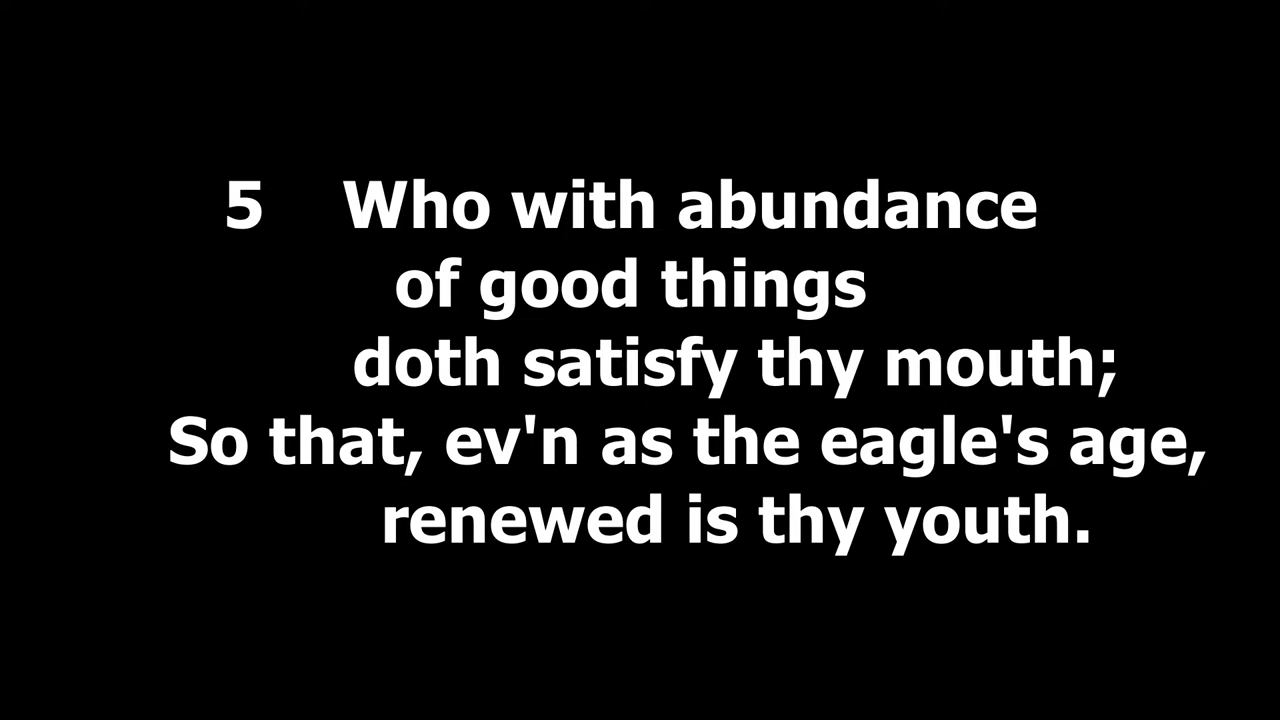 5 Who with abundance
of good things
doth satisfy thy mouth;
So that, ev'n as the eagle's age,
renewed is thy youth.